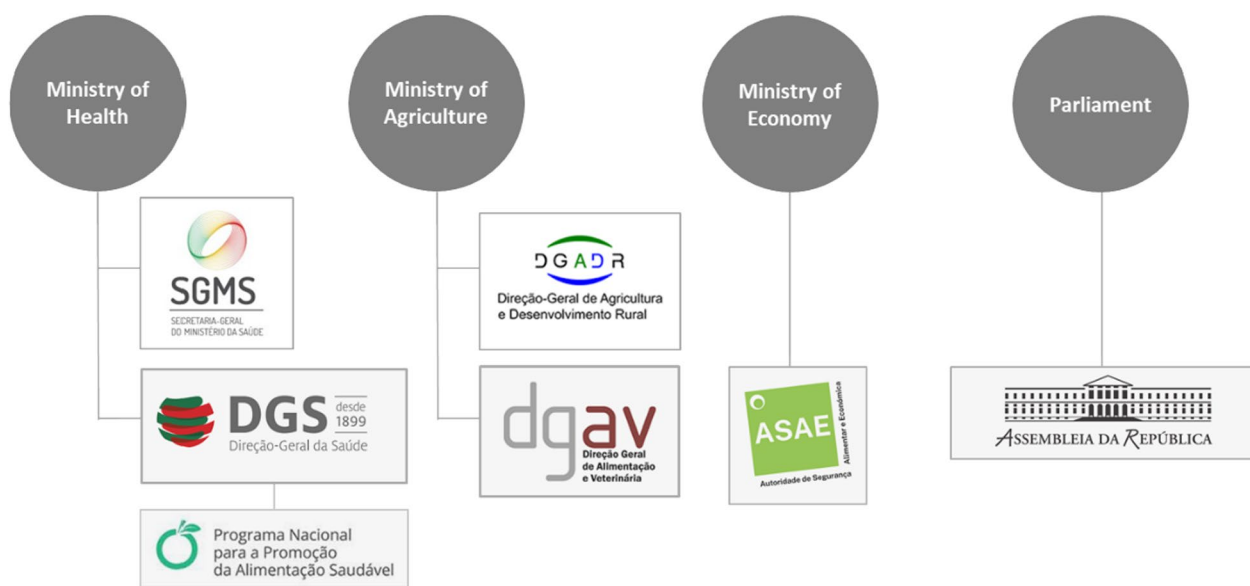 Ministry of
Health
Ministry of
Agriculture
Ministry of
Economy
Parliament
SGMS
SECRETARIA-GERAL
DO MINISTÉRIO DA SAÚDE
DGADR
Direção-Geral de Agricultura
e Desenvolvimento Rural
DGS
desde
1899
Direção-Geral da Saúde
dgav
Direção Geral
de Alimentação
e Veterinária
ASAE
Autoridade de Segurança
Alimentar e Económica
ASSEMBLEIA DA REPÚBLICA
Programa Nacional
para a Promoção
da Alimentação Saudável